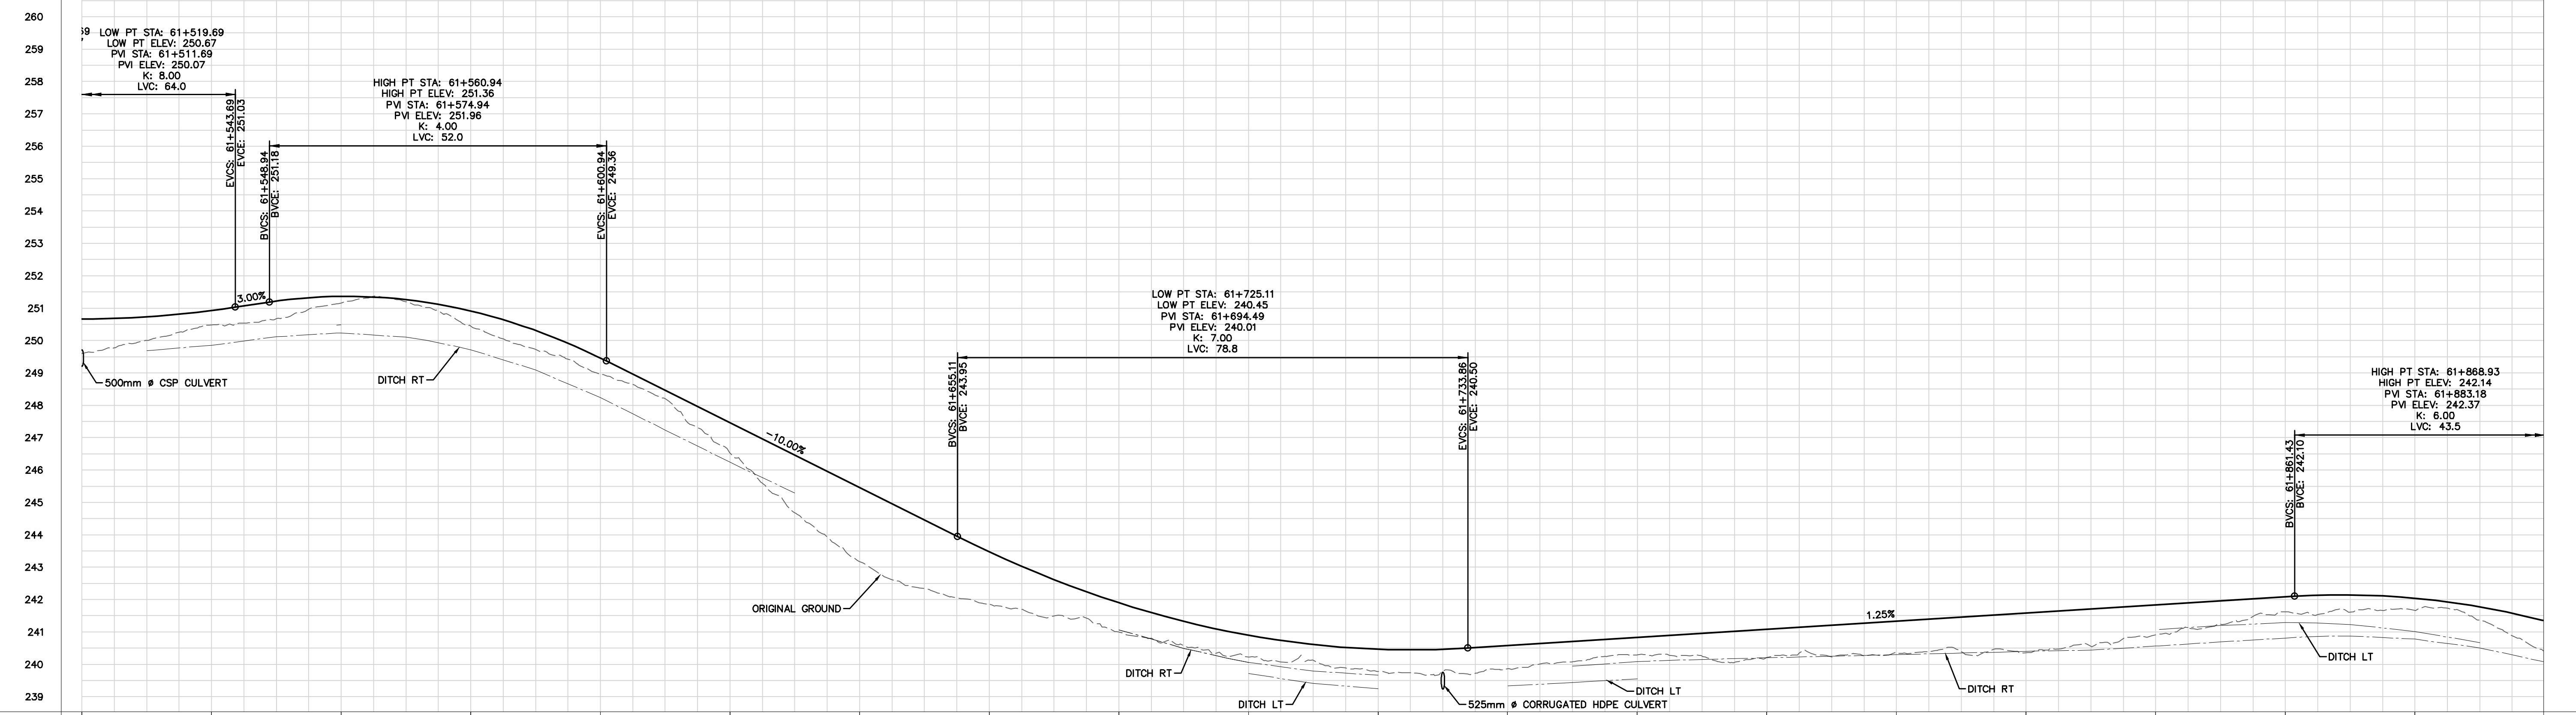 260
259
258
257
256
255
254
253
252
251
250
249
248
247
246
245
244
243
242
241
240
239
LOW PT STA: 61+519.69
LOW PT ELEV: 250.67
PVI STA: 61+511.69
PVI ELEV: 250.07
K: 8.00
LVC: 64.0
EVCS: 61+543.69
EVCE: 251.03
3.00%
HIGH PT STA: 61+560.94
HIGH PT ELEV: 251.36
PVI STA: 61+574.94
PVI ELEV: 251.96
K: 4.00
LVC: 52.0
BVCS: 61+548.94
BVCE: 251.18
EVCS: 61+600.94
EVCE: 249.36
500mm ø CSP CULVERT
DITCH RT
-10.00%
ORIGINAL GROUND
LOW PT STA: 61+725.11
LOW PT ELEV: 240.45
PVI STA: 61+694.49
PVI ELEV: 240.01
K: 7.00
LVC: 78.8
BVCS: 61+655.11
BVCE: 243.95
EVCS: 61+733.86
EVCE: 240.50
DITCH RT
DITCH LT
525mm ø CORRUGATED HDPE CULVERT
DITCH LT
1.25%
DITCH RT
HIGH PT STA: 61+868.93
HIGH PT ELEV: 242.14
PVI STA: 61+883.18
PVI ELEV: 242.37
K: 6.00
LVC: 43.5
BVCS: 61+861.43
BVCE: 242.10
DITCH LT